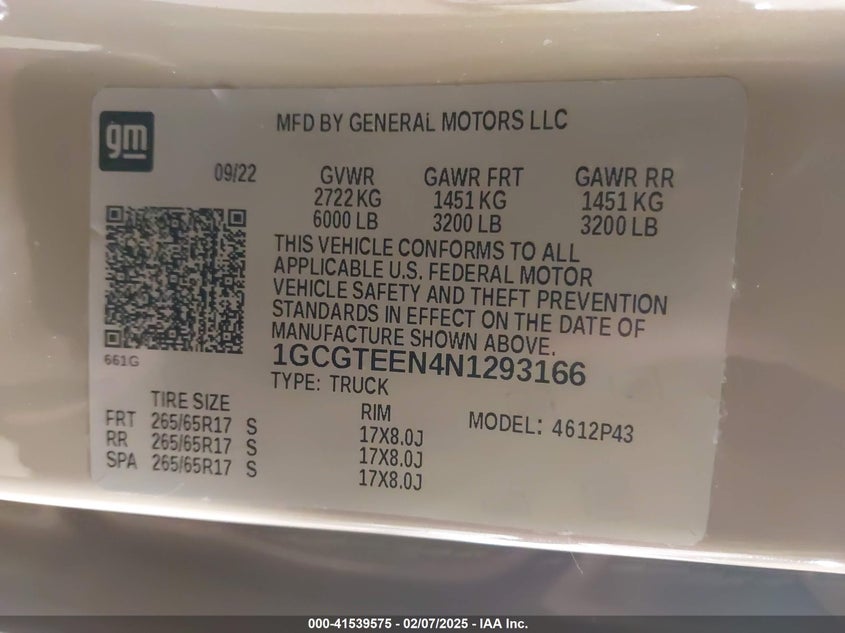 gm
MFD BY GENERAL MOTORS LLC
09/22
GVWR GAWR FRT GAWR RR
2722 KG 1451 KG 1451 KG
6000 LB 3200 LB 3200 LB
THIS VEHICLE CONFORMS TO ALL
APPLICABLE U.S. FEDERAL MOTOR
VEHICLE SAFETY AND THEFT PREVENTION
STANDARDS IN EFFECT ON THE DATE OF
MANUFACTURE SHOWN ABOVE.
661G
1GCGTEEN4N1293166
TYPE: TRUCK
TIRE SIZE RIM MODEL: 4612P43
FRT 265/65R17 S 17X8.0J
RR 265/65R17 S 17X8.0J
SPA 265/65R17 S 17X8.0J
000-41539575 — 02/07/2025 — IAA Inc.